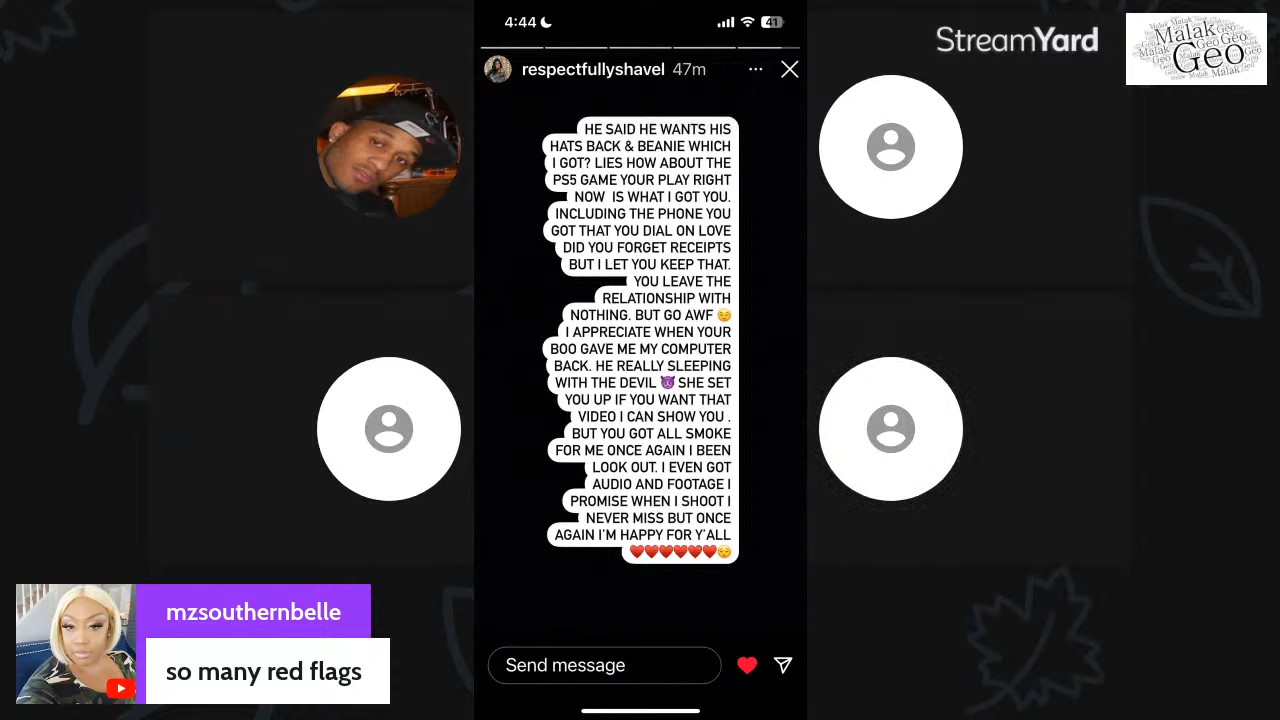 4:44
41
respectfullyshavel 47m
HE SAID HE WANTS HIS
HATS BACK & BEANIE WHICH
I GOT? LIES HOW ABOUT THE
PS5 GAME YOUR PLAY RIGHT
NOW IS WHAT I GOT YOU.
INCLUDING THE PHONE YOU
GOT THAT YOU DIAL ON LOVE
DID YOU FORGET RECEIPTS
BUT I LET YOU KEEP THAT.
YOU LEAVE THE
RELATIONSHIP WITH
NOTHING. BUT GO AWF 😏
I APPRECIATE WHEN YOUR
BOO GAVE ME MY COMPUTER
BACK. HE REALLY SLEEPING
WITH THE DEVIL 😈 SHE SET
YOU UP IF YOU WANT THAT
VIDEO I CAN SHOW YOU .
BUT YOU GOT ALL SMOKE
FOR ME ONCE AGAIN I BEEN
LOOK OUT. I EVEN GOT
AUDIO AND FOOTAGE I
PROMISE WHEN I SHOOT I
NEVER MISS BUT ONCE
AGAIN I'M HAPPY FOR Y'ALL
♥️♥️♥️♥️♥️♥️😌
Send message
StreamYard
Malak
Geo
mzsouthernbelle
so many red flags